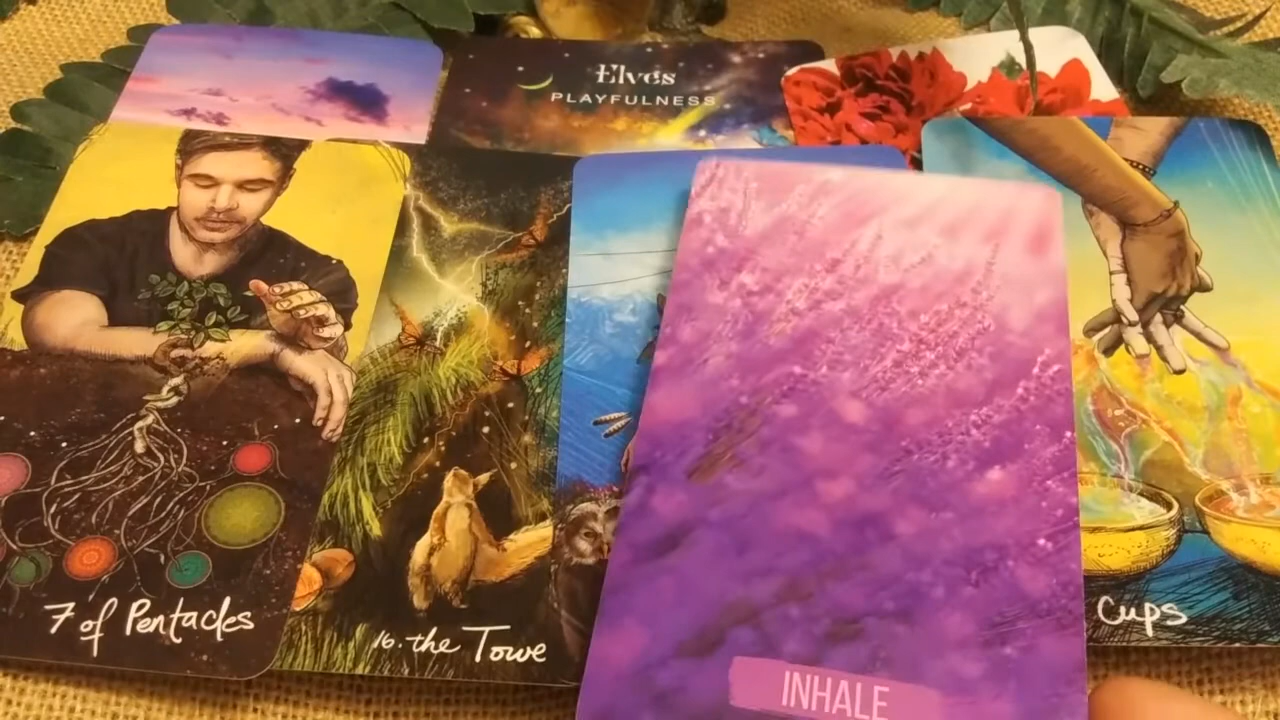 Elves
PLAYFULNESS
7 of Pentacles
16. the Towe
Cups
INHALE